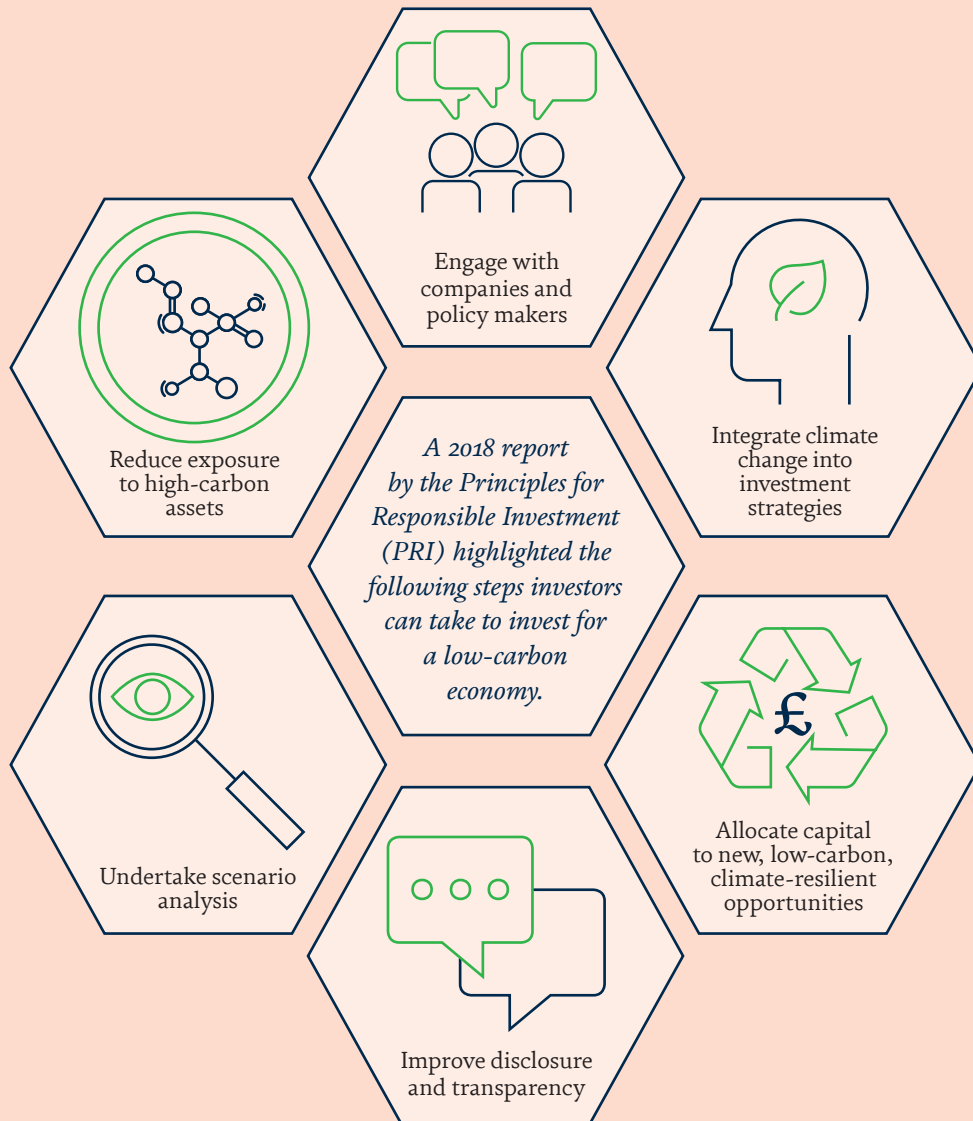 Engage with
companies and
policy makers
Reduce exposure
to high-carbon
assets
Integrate climate
change into
investment
strategies
A 2018 report
by the Principles for
Responsible Investment
(PRI) highlighted the
following steps investors
can take to invest for
a low-carbon
economy.
Undertake scenario
analysis
£
Allocate capital
to new, low-carbon,
climate-resilient
opportunities
Improve disclosure
and transparency